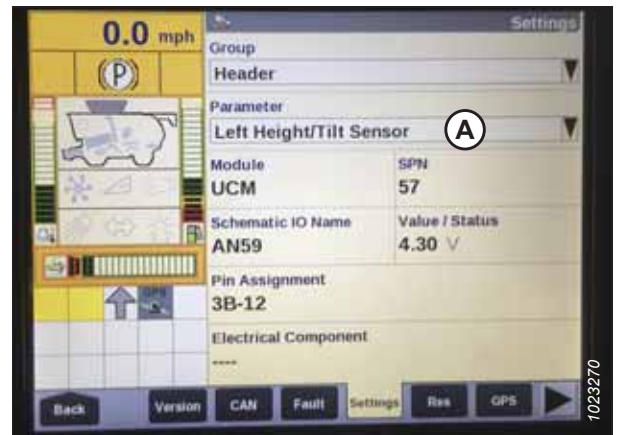 0.0 mph
Settings
(P)
Group
Header
Parameter
Left Height/Tilt Sensor
A
Module
SPN
UCM
57
Schematic IO Name
Value / Status
AN59
4.30 V
Pin Assignment
3B-12
Electrical Component
----
Back
Version
CAN
Fault
Settings
Res
GPS
1023270